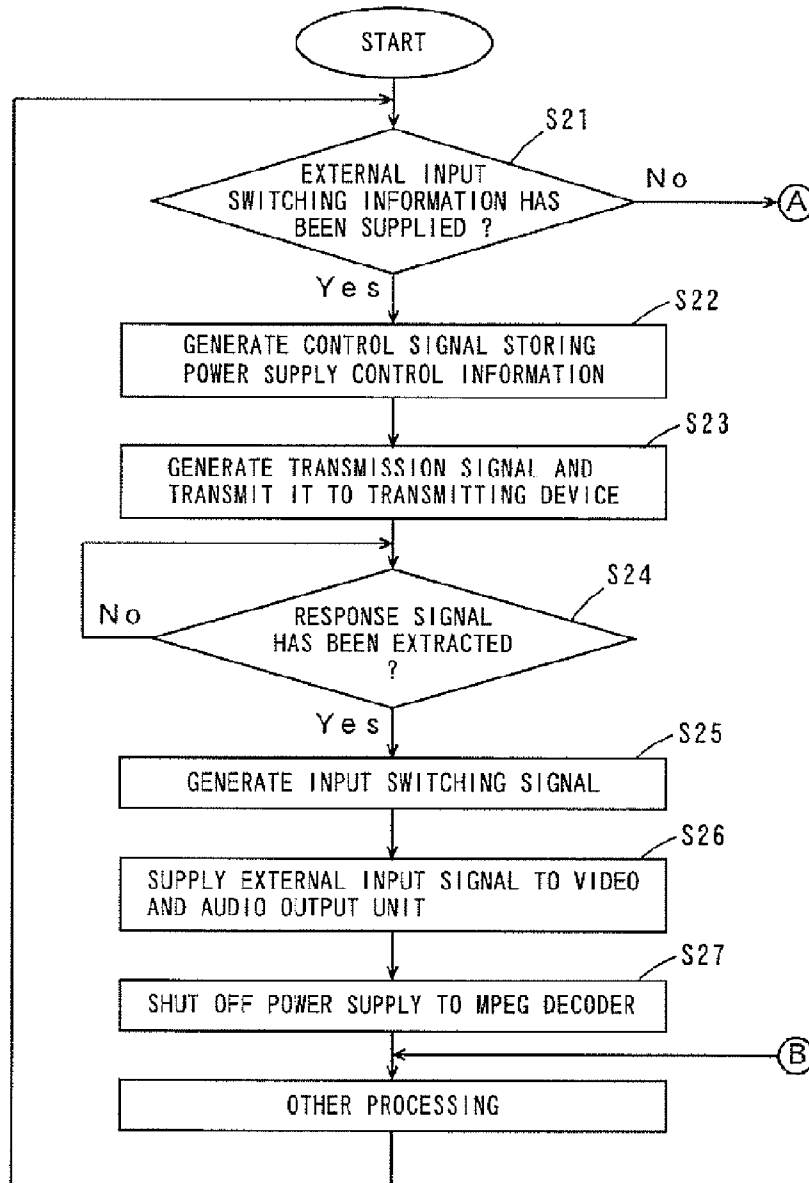 START
S21
EXTERNAL INPUT
SWITCHING INFORMATION HAS
BEEN SUPPLIED ?
No
A
Yes
S22
GENERATE CONTROL SIGNAL STORING
POWER SUPPLY CONTROL INFORMATION
S23
GENERATE TRANSMISSION SIGNAL AND
TRANSMIT IT TO TRANSMITTING DEVICE
S24
No
RESPONSE SIGNAL
HAS BEEN EXTRACTED
?
Yes
S25
GENERATE INPUT SWITCHING SIGNAL
S26
SUPPLY EXTERNAL INPUT SIGNAL TO VIDEO
AND AUDIO OUTPUT UNIT
S27
SHUT OFF POWER SUPPLY TO MPEG DECODER
B
OTHER PROCESSING